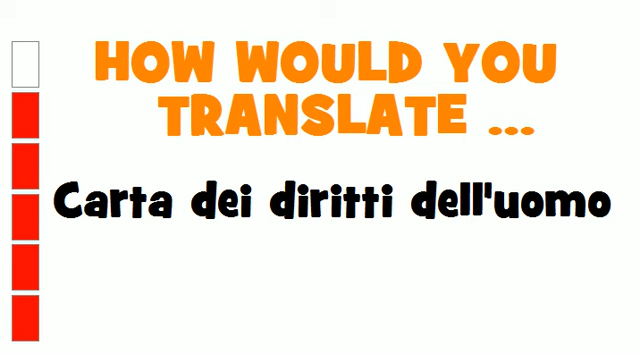 HOW WOULD YOU
TRANSLATE ...
Carta dei diritti dell'uomo